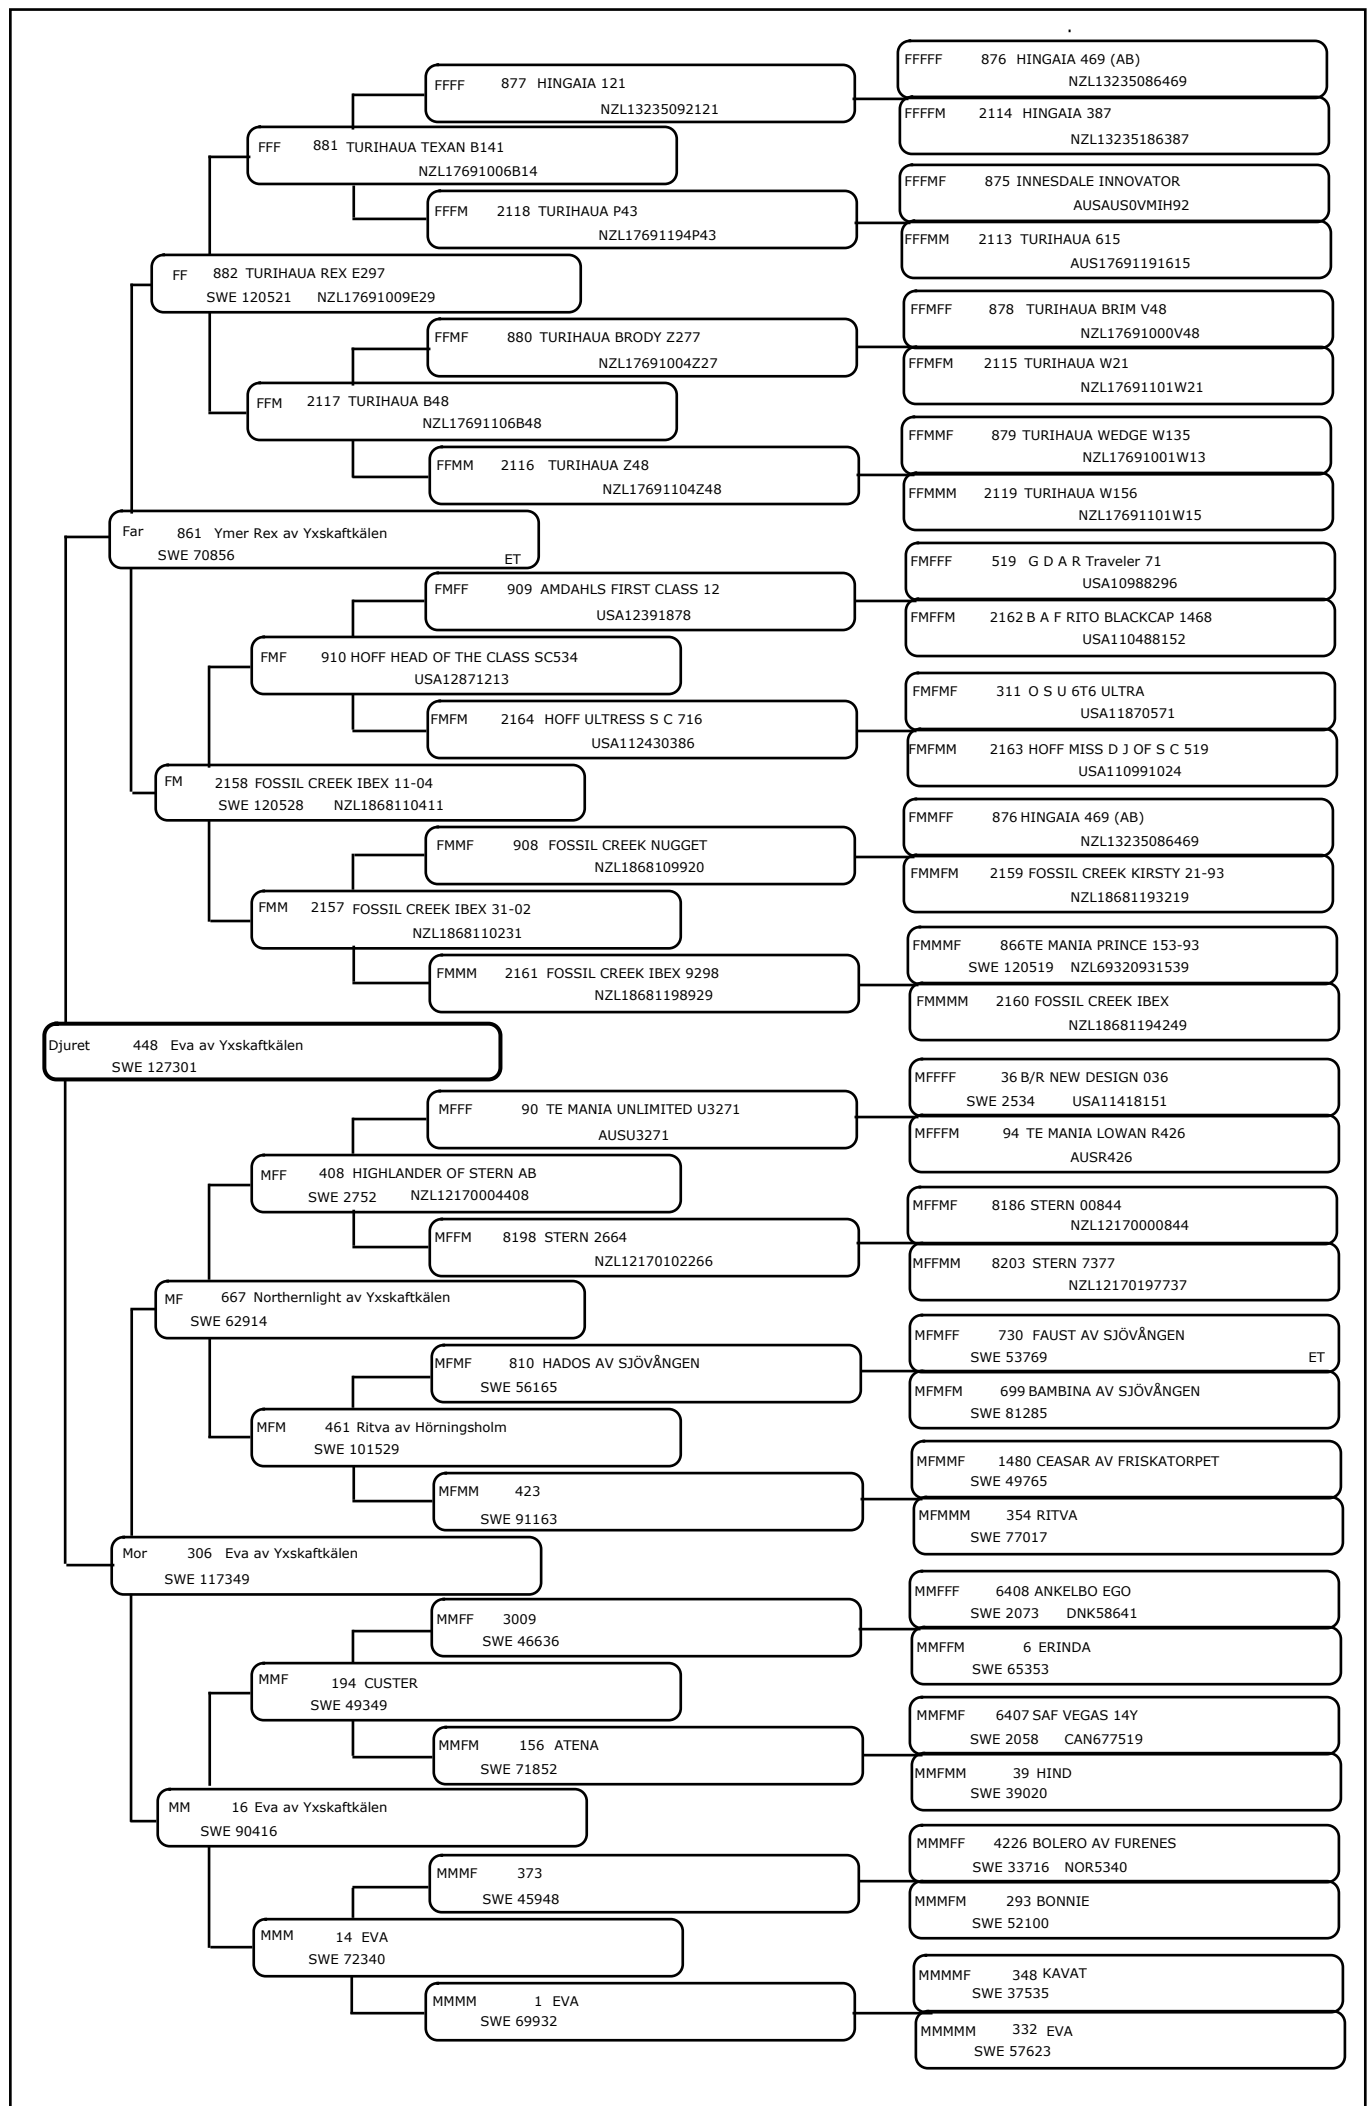 FFFFF 876 HINGAIA 469 (AB)
NZL13235086469
FFFF 877 HINGAIA 121
NZL13235092121
FFFFM 2114 HINGAIA 387
NZL13235186387
FFF 881 TURIHAUA TEXAN B141
NZL17691006B14
FFFMF 875 INNESDALE INNOVATOR
AUSAUS0VMIH92
FFFM 2118 TURIHAUA P43
NZL17691194P43
FFFMM 2113 TURIHAUA 615
AUS17691191615
FF 882 TURIHAUA REX E297
SWE 120521 NZL17691009E29
FFMFF 878 TURIHAUA BRIM V48
NZL17691000V48
FFMF 880 TURIHAUA BRODY Z277
NZL17691004Z27
FFMFM 2115 TURIHAUA W21
NZL17691101W21
FFM 2117 TURIHAUA B48
NZL17691106B48
FFMMF 879 TURIHAUA WEDGE W135
NZL17691001W13
FFMM 2116 TURIHAUA Z48
NZL17691104Z48
FFMMM 2119 TURIHAUA W156
NZL17691101W15
Far 861 Ymer Rex av Yxskaftkälen
SWE 70856 ET
FMFFF 519 G D A R Traveler 71
USA10988296
FMFF 909 AMDAHLS FIRST CLASS 12
USA12391878
FMFFM 2162 B A F RITO BLACKCAP 1468
USA110488152
FMF 910 HOFF HEAD OF THE CLASS SC534
USA12871213
FMFMF 311 O S U 6T6 ULTRA
USA11870571
FMFM 2164 HOFF ULTRESS S C 716
USA112430386
FMFMM 2163 HOFF MISS D J OF S C 519
USA110991024
FM 2158 FOSSIL CREEK IBEX 11-04
SWE 120528 NZL1868110411
FMMFF 876 HINGAIA 469 (AB)
NZL13235086469
FMMF 908 FOSSIL CREEK NUGGET
NZL1868109920
FMMFM 2159 FOSSIL CREEK KIRSTY 21-93
NZL18681193219
FMM 2157 FOSSIL CREEK IBEX 31-02
NZL1868110231
FMMMF 866TE MANIA PRINCE 153-93
SWE 120519 NZL69320931539
FMMM 2161 FOSSIL CREEK IBEX 9298
NZL18681198929
FMMMM 2160 FOSSIL CREEK IBEX
NZL18681194249
Djuret 448 Eva av Yxskaftkälen
SWE 127301
MFFFF 36 B/R NEW DESIGN 036
SWE 2534 USA11418151
MFFF 90 TE MANIA UNLIMITED U3271
AUSU3271
MFFFM 94 TE MANIA LOWAN R426
AUSR426
MFF 408 HIGHLANDER OF STERN AB
SWE 2752 NZL12170004408
MFFMF 8186 STERN 00844
NZL12170000844
MFFM 8198 STERN 2664
NZL12170102266
MFFMM 8203 STERN 7377
NZL12170197737
MF 667 Northernlight av Yxskaftkälen
SWE 62914
MFMFF 730 FAUST AV SJÖVÅNGEN
SWE 53769 ET
MFMF 810 HADOS AV SJÖVÅNGEN
SWE 56165
MFMFM 699 BAMBINA AV SJÖVÅNGEN
SWE 81285
MFM 461 Ritva av Hörningsholm
SWE 101529
MFMMF 1480 CEASAR AV FRISKATORPET
SWE 49765
MFMM 423
SWE 91163
MFMMM 354 RITVA
SWE 77017
Mor 306 Eva av Yxskaftkälen
SWE 117349
MMFFF 6408 ANKELBO EGO
SWE 2073 DNK58641
MMFF 3009
SWE 46636
MMFFM 6 ERINDA
SWE 65353
MMF 194 CUSTER
SWE 49349
MMFMF 6407 SAF VEGAS 14Y
SWE 2058 CAN677519
MMFM 156 ATENA
SWE 71852
MMFMM 39 HIND
SWE 39020
MM 16 Eva av Yxskaftkälen
SWE 90416
MMMFF 4226 BOLERO AV FURENES
SWE 33716 NOR5340
MMMF 373
SWE 45948
MMMFM 293 BONNIE
SWE 52100
MMM 14 EVA
SWE 72340
MMMMF 348 KAVAT
SWE 37535
MMMM 1 EVA
SWE 69932
MMMMM 332 EVA
SWE 57623